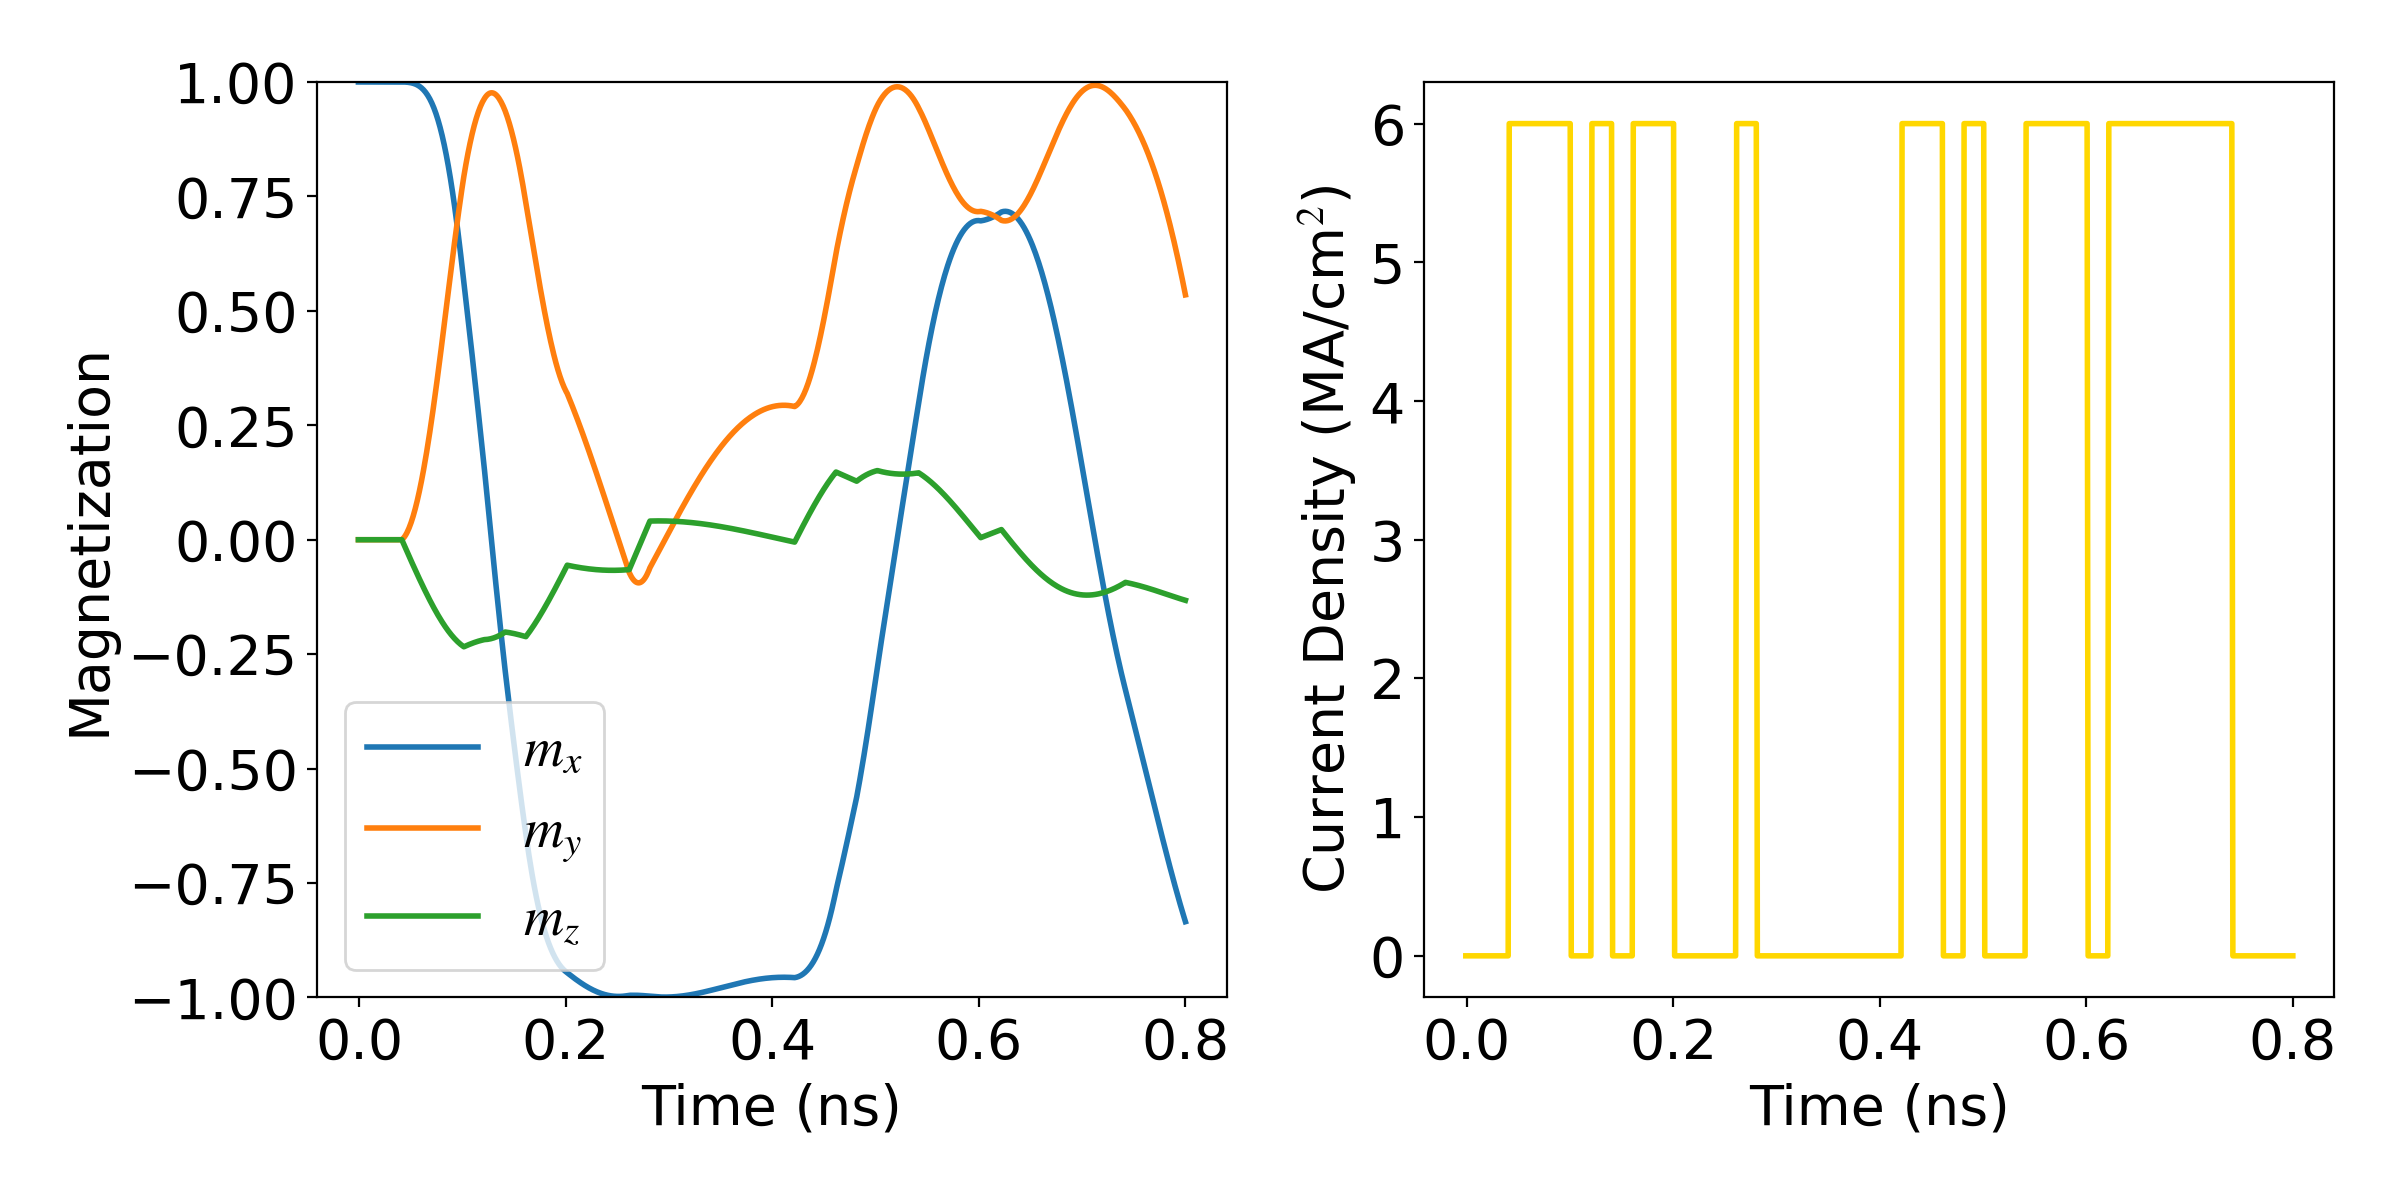 Magnetization
1.00
0.75
0.50
0.25
0.00
−0.25
−0.50
−0.75
−1.00
0.0 0.2 0.4 0.6 0.8
Time (ns)
m_x
m_y
m_z
Current Density (MA/cm²)
6
5
4
3
2
1
0
0.0 0.2 0.4 0.6 0.8
Time (ns)